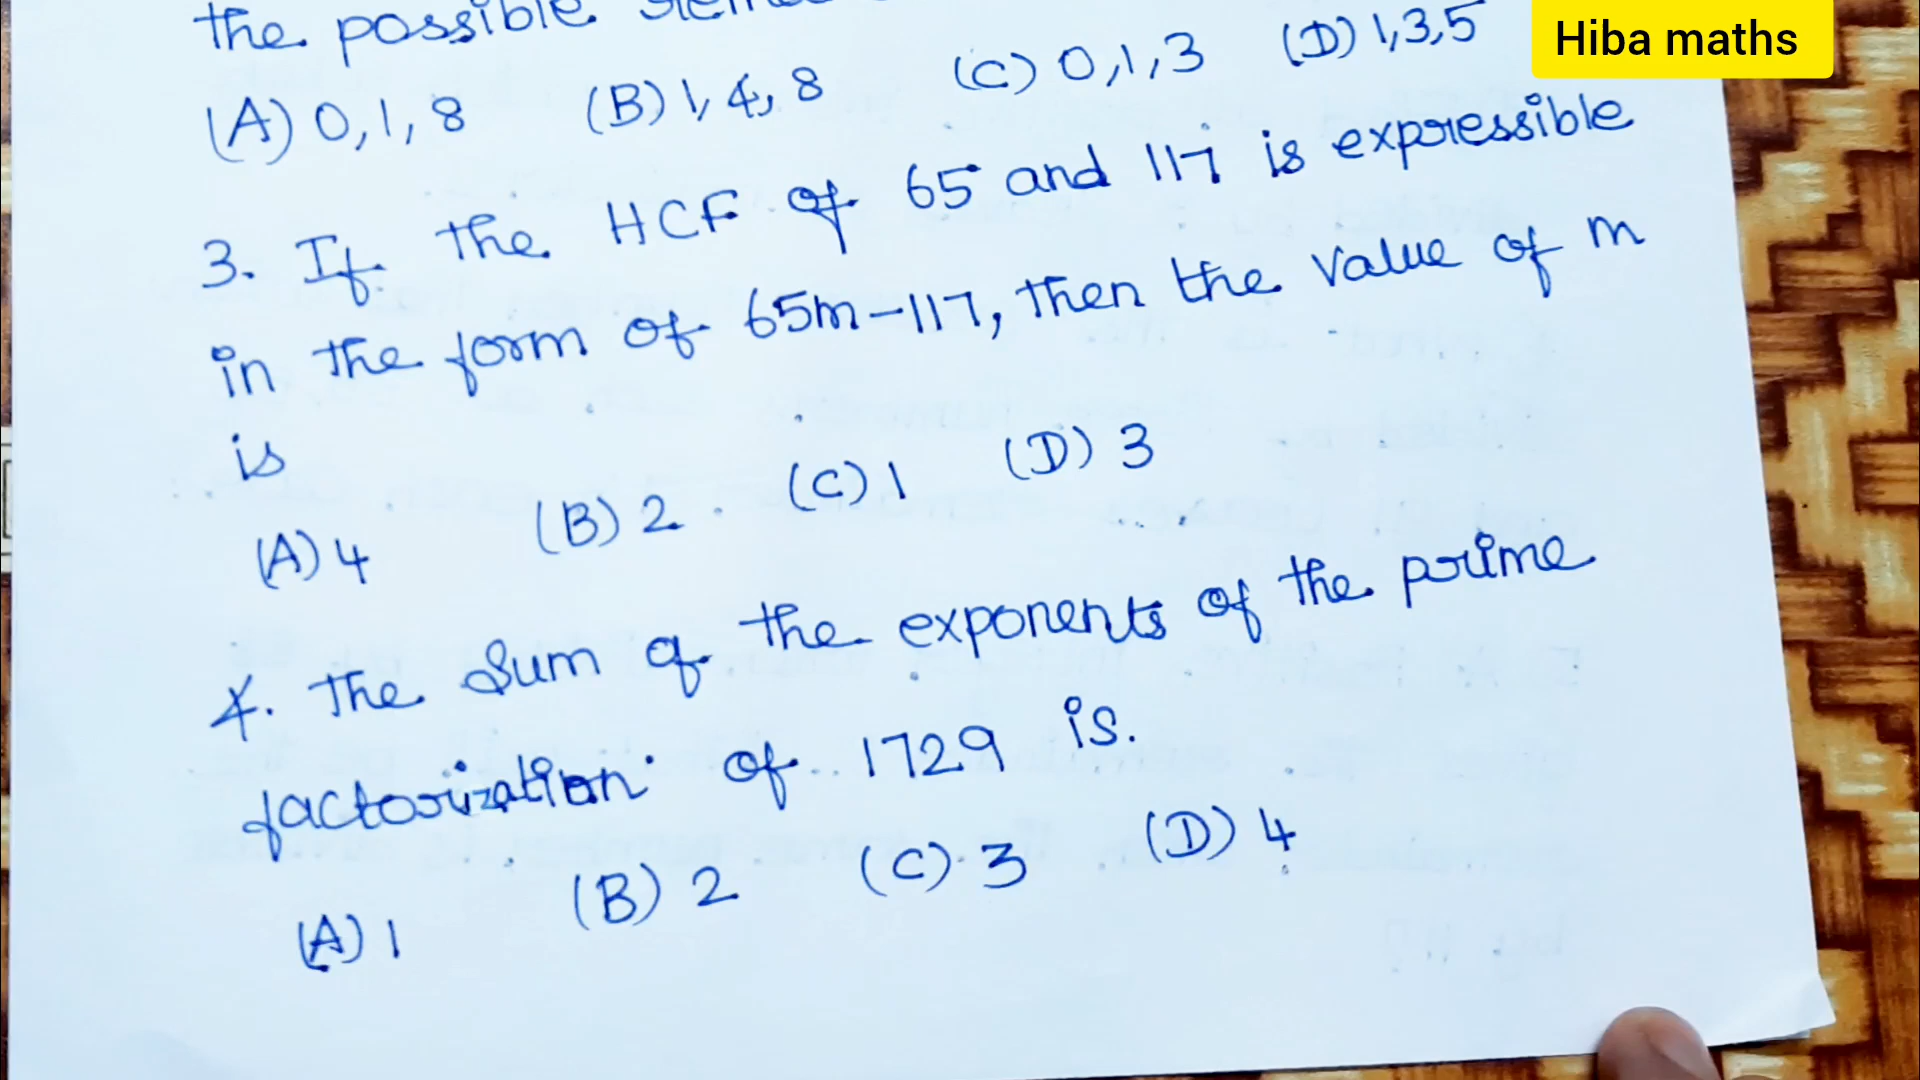 Hiba maths
the possible
(A) 0,1,8 (B) 1,4,8 (C) 0,1,3 (D) 1,3,5
3. If the HCF of 65 and 117 is expressible
in the form of 65m-117, then the value of m
is
(A) 4 (B) 2 (C) 1 (D) 3
4. The Sum of the exponents of the prime
factorization of 1729 is.
(A) 1 (B) 2 (C) 3 (D) 4